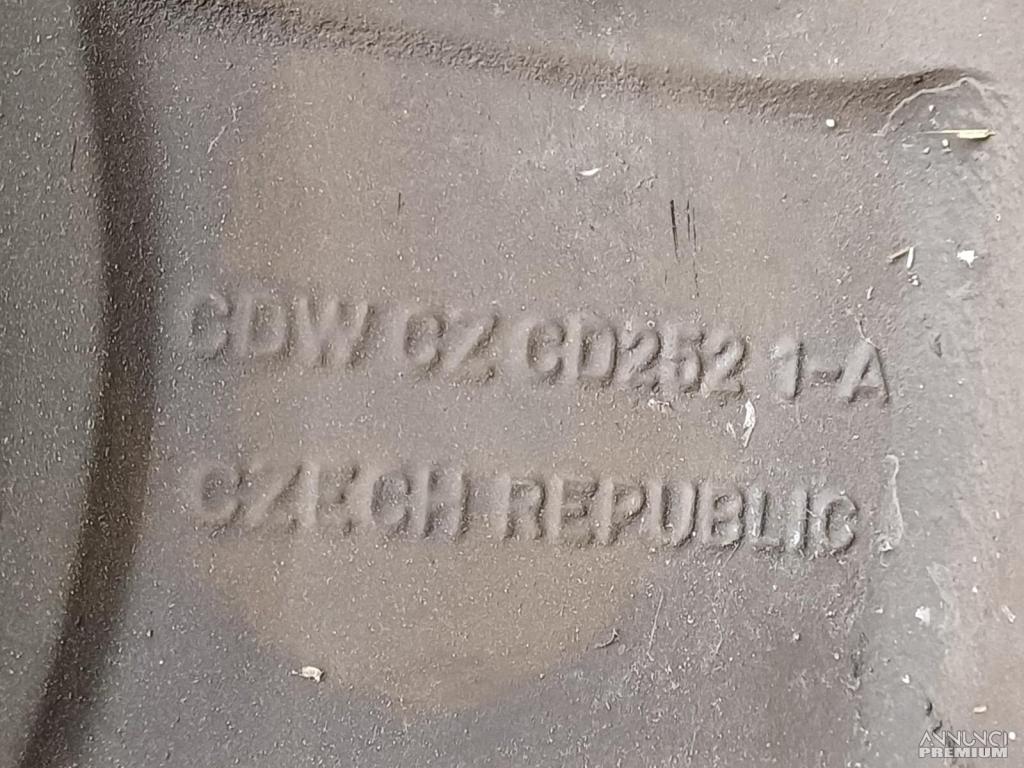 CDW CZ CD252 1-A
CZECH REPUBLIC
ANNUNCI
PREMIUM